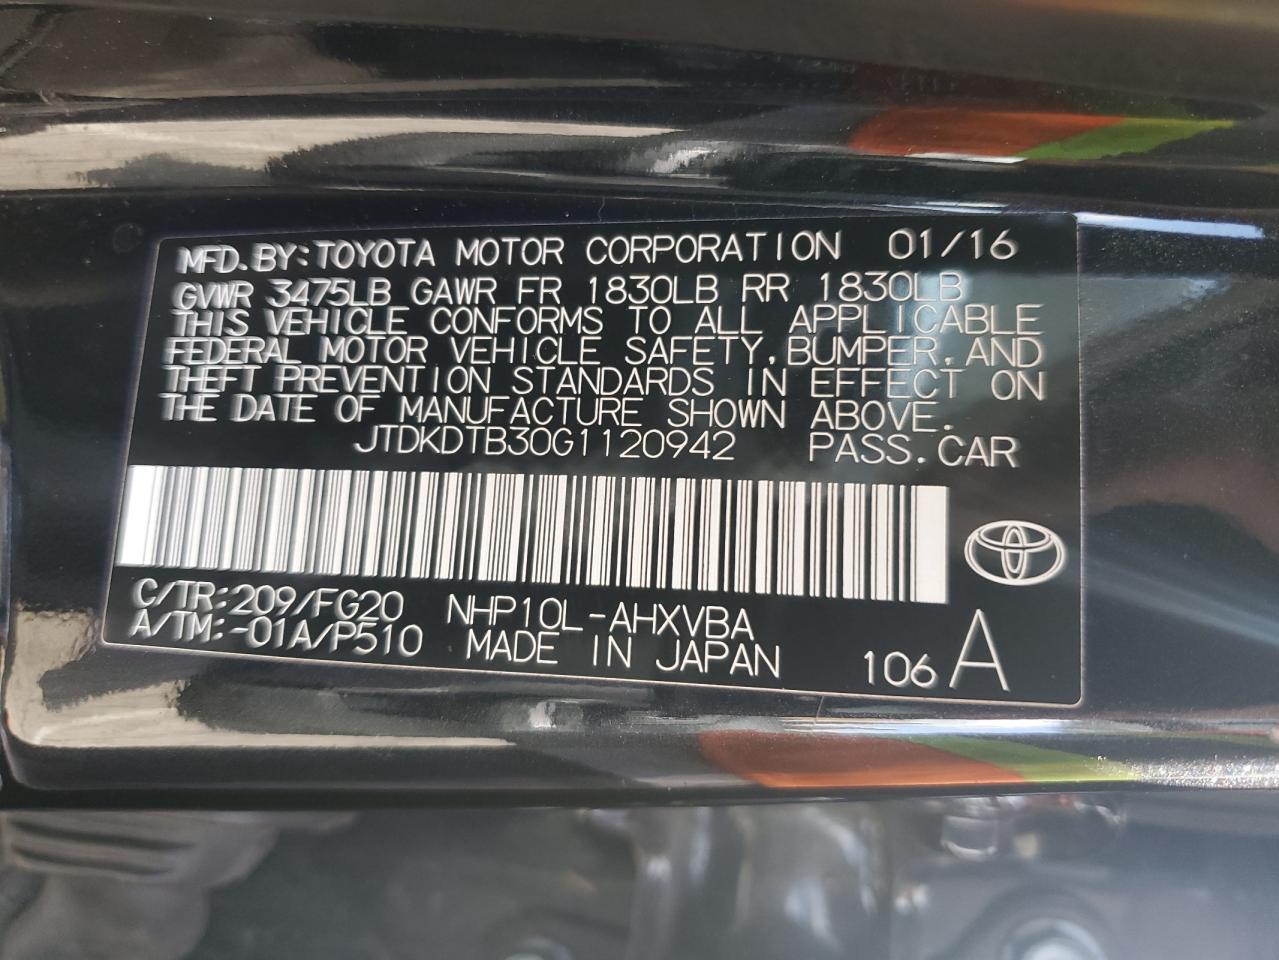 MFD. BY: TOYOTA MOTOR CORPORATION 01/16
GVWR 3475LB GAWR FR 1830LB RR 1830LB
THIS VEHICLE CONFORMS TO ALL APPLICABLE
FEDERAL MOTOR VEHICLE SAFETY, BUMPER, AND
THEFT PREVENTION STANDARDS IN EFFECT ON
THE DATE OF MANUFACTURE SHOWN ABOVE.
JTDKDTB30G1120942 PASS. CAR
C/TR: 209/FG20 NHP10L-AHXVBA
A/TM: -01A/P510 MADE IN JAPAN 106 A